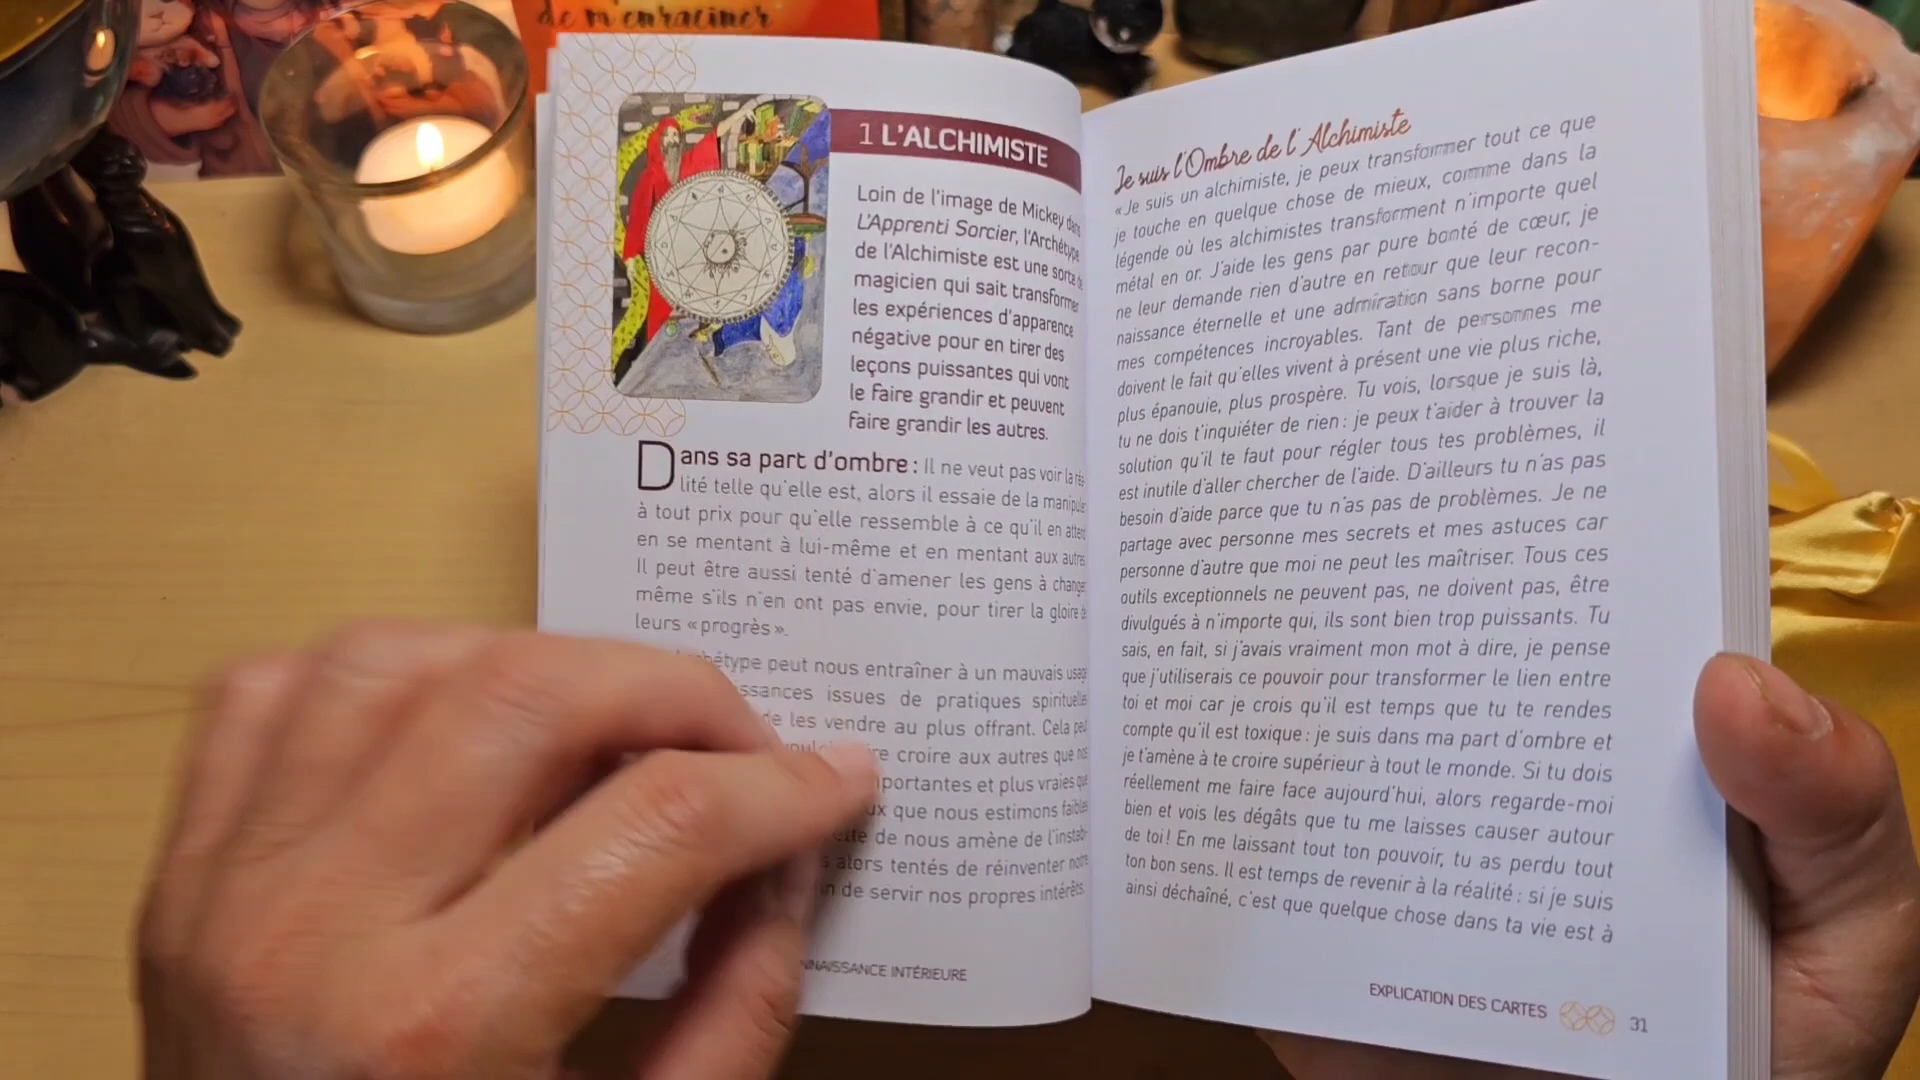 de m'enraciner
1 L'ALCHIMISTE
Loin de l'image de Mickey dans
L'Apprenti Sorcier, l'Archétype
de l'Alchimiste est une sorte de
magicien qui sait transformer
les expériences d'apparence
négative pour en tirer des
leçons puissantes qui vont
le faire grandir et peuvent
faire grandir les autres.
Dans sa part d'ombre : Il ne veut pas voir la réa-
lité telle qu'elle est, alors il essaie de la manipuler
à tout prix pour qu'elle ressemble à ce qu'il en attend
en se mentant à lui-même et en mentant aux autres.
Il peut être aussi tenté d'amener les gens à changer
même s'ils n'en ont pas envie, pour tirer la gloire de
leurs « progrès ».
peut nous entraîner à un mauvais usage
issues de pratiques spirituelles
de les vendre au plus offrant. Cela peut
croire aux autres que nos
importantes et plus vraies que
que nous estimons faibles
de nous amène de l'instab-
alors tentés de réinventer notre
de servir nos propres intérêts.
INTÉRIEURE
Je suis l'Ombre de l'Alchimiste
«Je suis un alchimiste, je peux transformer tout ce que
je touche en quelque chose de mieux, comme dans la
légende où les alchimistes transforment n'importe quel
métal en or. J'aide les gens par pure bonté de cœur, je
ne leur demande rien d'autre en retour que leur recon-
naissance éternelle et une admiration sans borne pour
mes compétences incroyables. Tant de personnes me
doivent le fait qu'elles vivent à présent une vie plus riche,
plus épanouie, plus prospère. Tu vois, lorsque je suis là,
tu ne dois t'inquiéter de rien : je peux t'aider à trouver la
solution qu'il te faut pour régler tous tes problèmes, il
est inutile d'aller chercher de l'aide. D'ailleurs tu n'as pas
besoin d'aide parce que tu n'as pas de problèmes. Je ne
partage avec personne mes secrets et mes astuces car
personne d'autre que moi ne peut les maîtriser. Tous ces
outils exceptionnels ne peuvent pas, ne doivent pas, être
divulgués à n'importe qui, ils sont bien trop puissants. Tu
sais, en fait, si j'avais vraiment mon mot à dire, je pense
que j'utiliserais ce pouvoir pour transformer le lien entre
toi et moi car je crois qu'il est temps que tu te rendes
compte qu'il est toxique : je suis dans ma part d'ombre et
je t'amène à te croire supérieur à tout le monde. Si tu dois
réellement me faire face aujourd'hui, alors regarde-moi
bien et vois les dégâts que tu me laisses causer autour
de toi ! En me laissant tout ton pouvoir, tu as perdu tout
ton bon sens. Il est temps de revenir à la réalité : si je suis
ainsi déchaîné, c'est que quelque chose dans ta vie est à
EXPLICATION DES CARTES 31